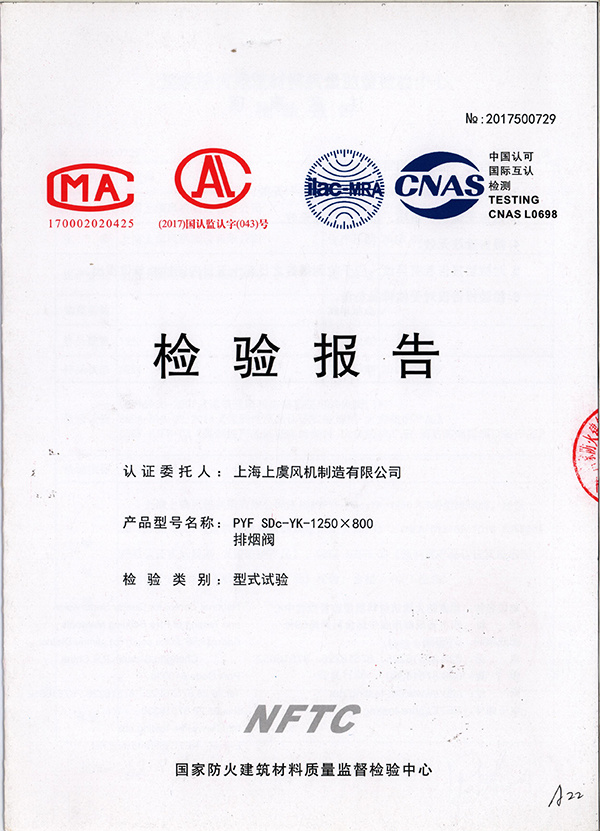 №:2017500729
MA
170002020425
CAL
(2017)国认监认字(043)号
ilac-MRA
CNAS
中国认可
国际互认
检测
TESTING
CNAS L0698
检验报告
认证委托人：上海上虞风机制造有限公司
产品型号名称：PYF SDc-YK-1250×800
排烟阀
检验类别：型式试验
NFTC
国家防火建筑材料质量监督检验中心
A22